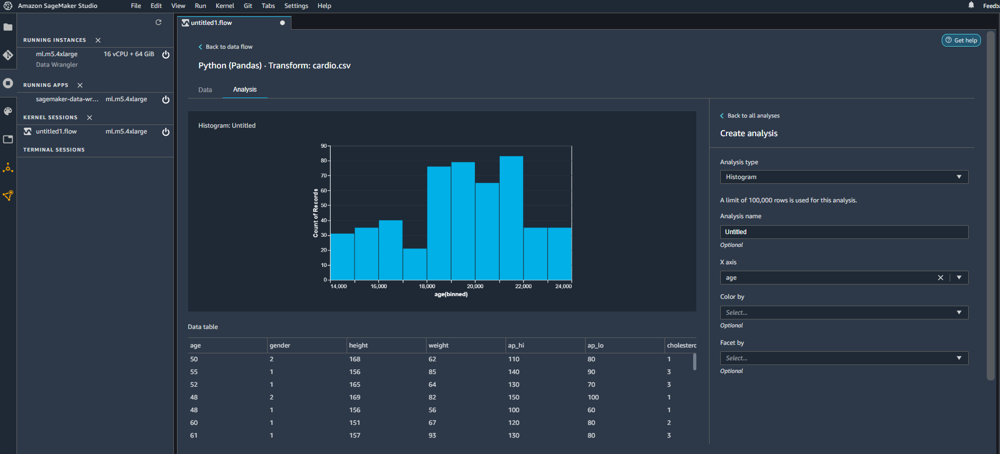 Amazon SageMaker Studio File Edit View Run Kernel Git Tabs Settings Help
RUNNING INSTANCES
ml.m5.4xlarge 16 vCPU + 64 GiB
Data Wrangler
RUNNING APPS
sagemaker-data-wr... ml.m5.4xlarge
KERNEL SESSIONS
untitled1.flow ml.m5.4xlarge
TERMINAL SESSIONS
untitled1.flow
Get help
Back to data flow
Python (Pandas) · Transform: cardio.csv
Data Analysis
Histogram: Untitled
90
80
70
60
50
40
30
20
10
0
Count of Records
14,000 16,000 18,000 20,000 22,000 24,000
age(binned)
Data table
age gender height weight ap_hi ap_lo
50 2 168 62 110 80 1
55 1 156 85 140 90 3
52 1 165 64 130 70 3
48 2 169 82 150 100 1
48 1 156 56 100 60 1
60 1 151 67 120 80 2
61 1 157 93 130 80 3
Back to all analyses
Create analysis
Analysis type
Histogram
A limit of 100,000 rows is used for this analysis.
Analysis name
Untitled
Optional
X axis
age
Color by
Select...
Optional
Facet by
Select...
Optional